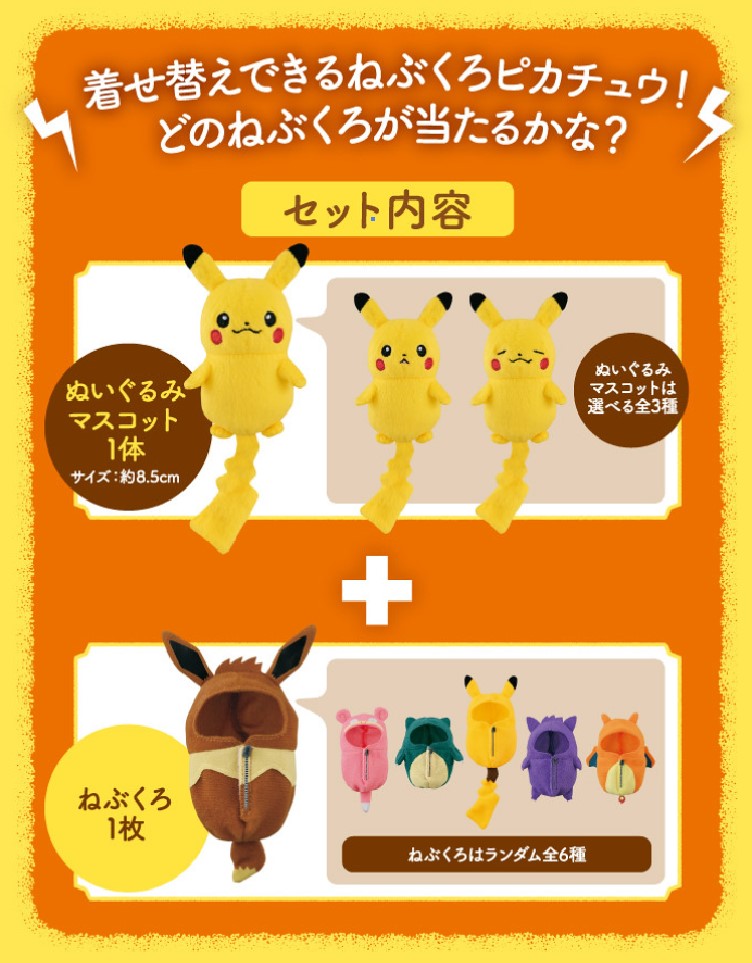 着せ替えできるねぶくろピカチュウ！
どのねぶくろが当たるかな？
セット内容
ぬいぐるみ
マスコット
1体
サイズ：約8.5cm
ぬいぐるみ
マスコットは
選べる全3種
ねぶくろ
1枚
ねぶくろはランダム全6種